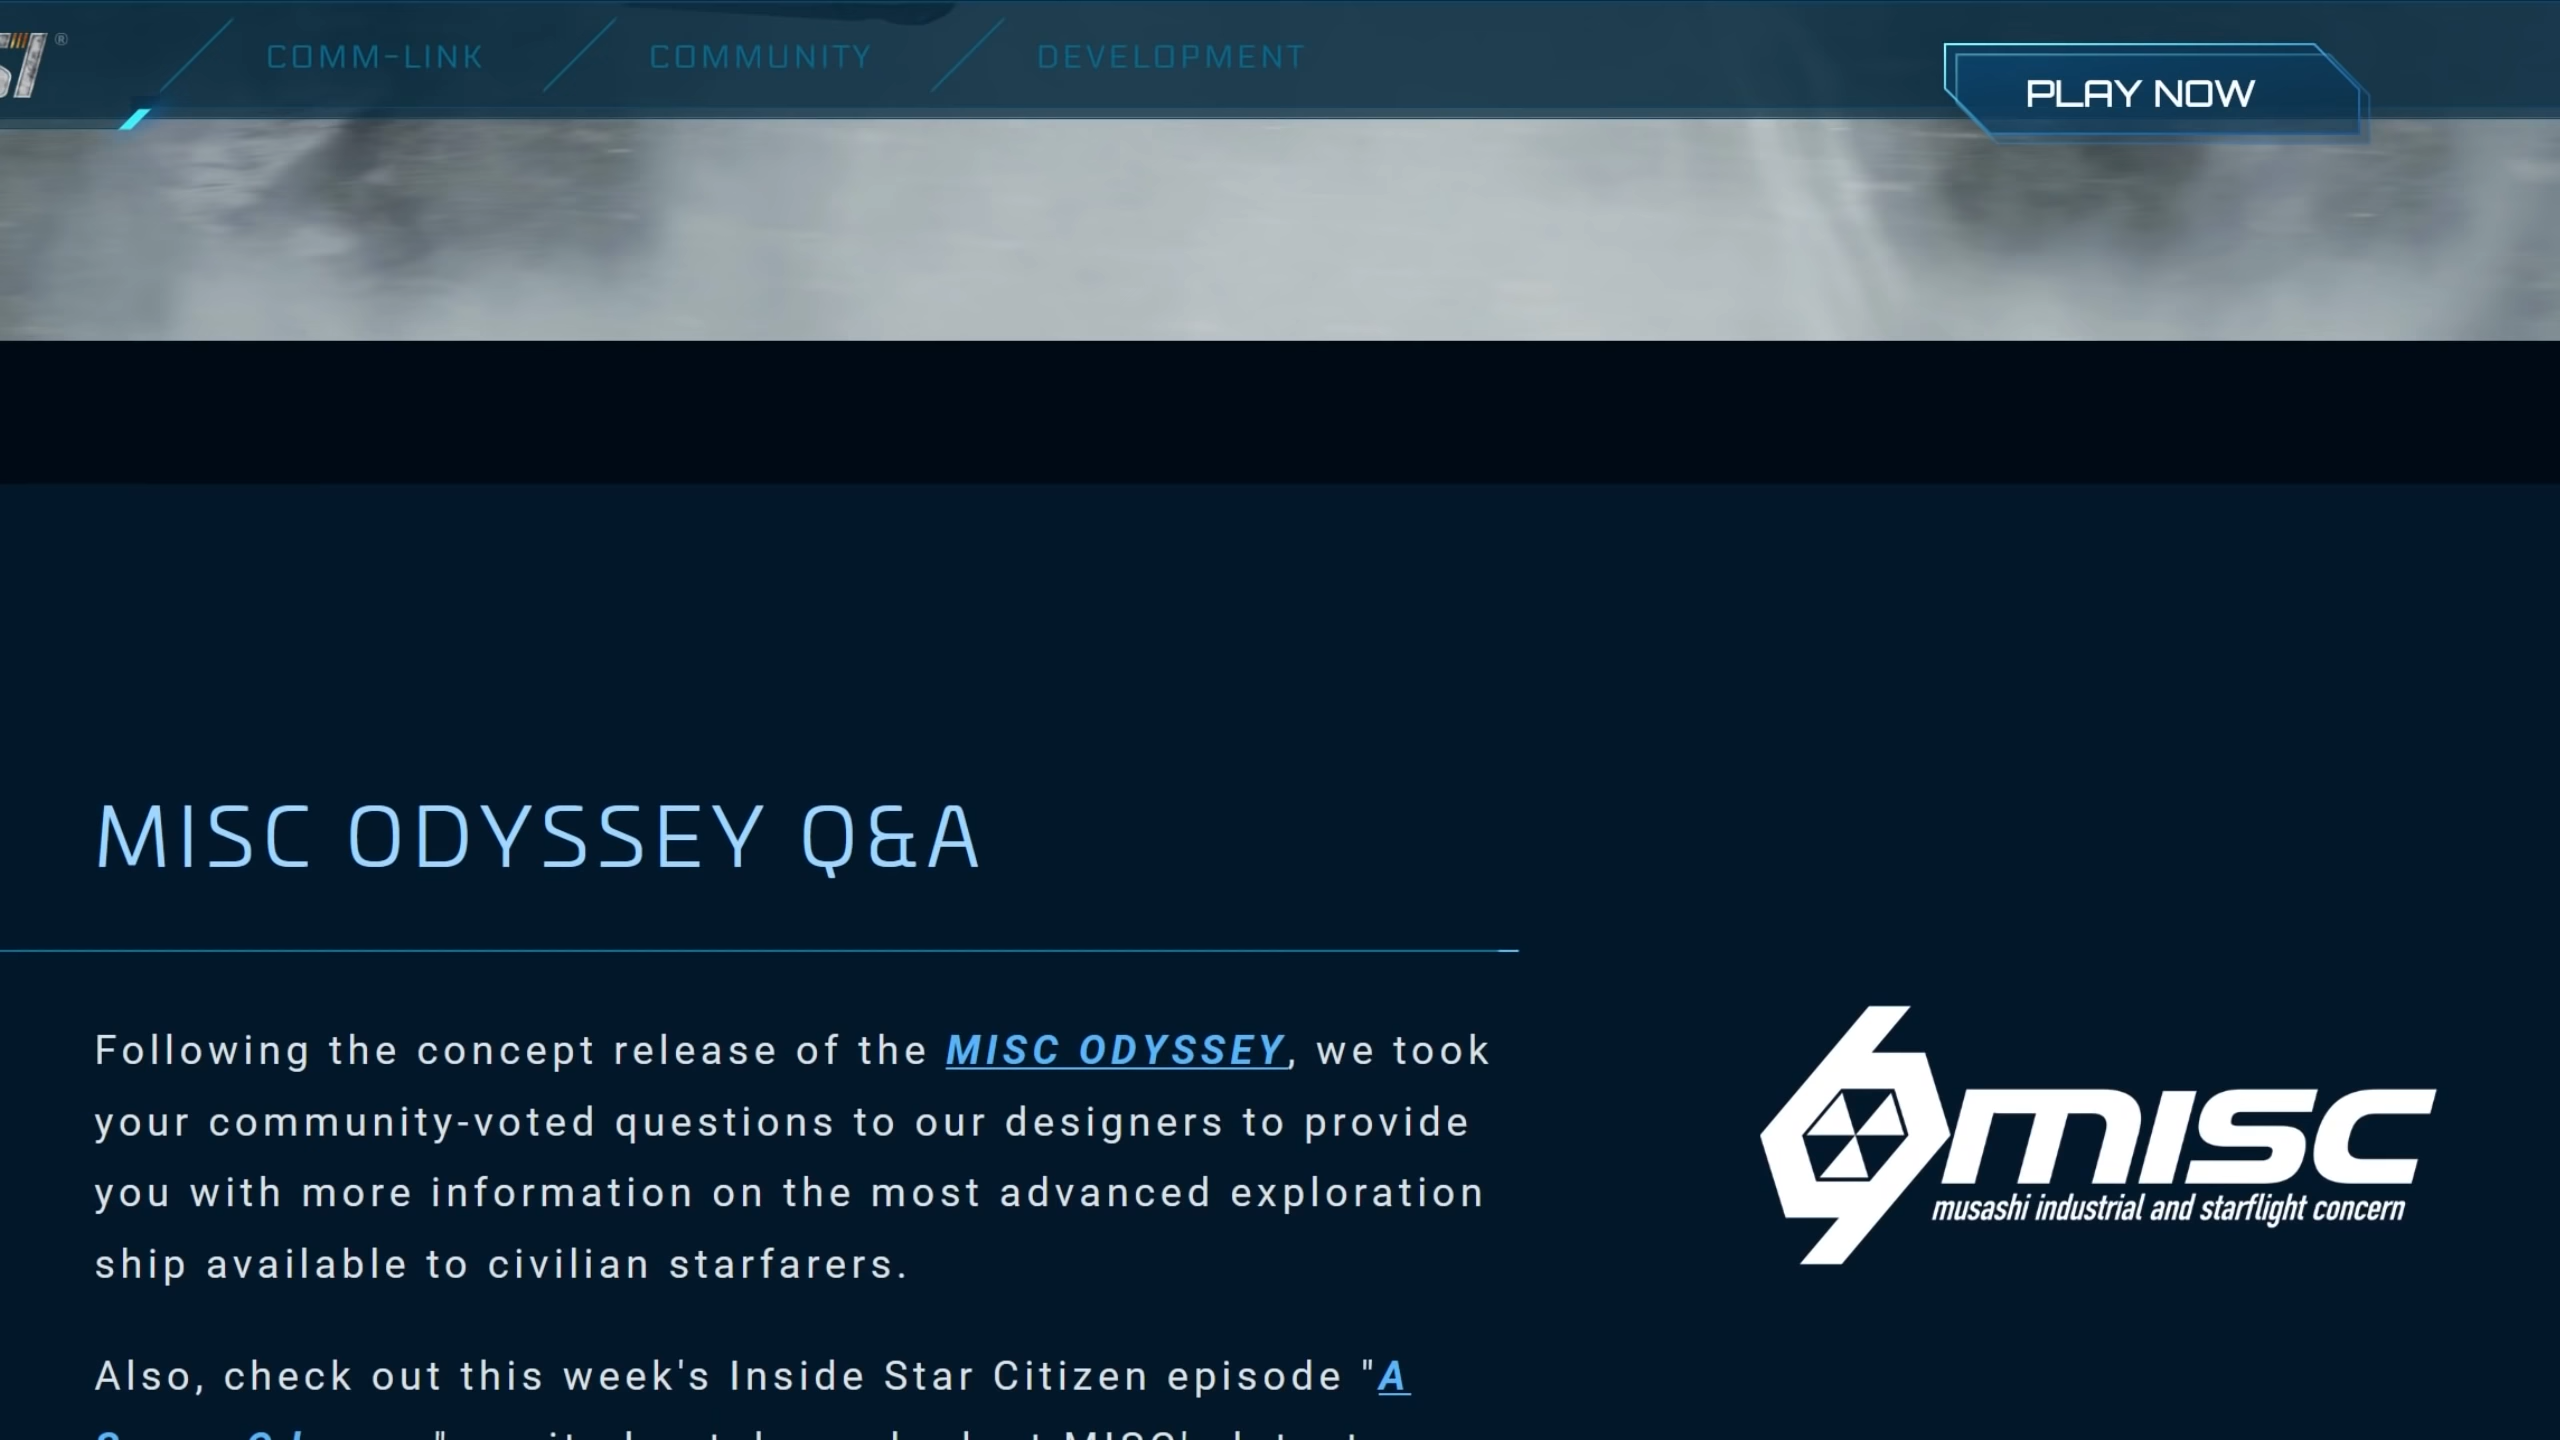 ®
COMM-LINK
COMMUNITY
DEVELOPMENT
PLAY NOW
MISC ODYSSEY Q&A
Following the concept release of the MISC ODYSSEY, we took
your community-voted questions to our designers to provide
you with more information on the most advanced exploration
ship available to civilian starfarers.
Also, check out this week's Inside Star Citizen episode "A
misc
musashi industrial and starflight concern